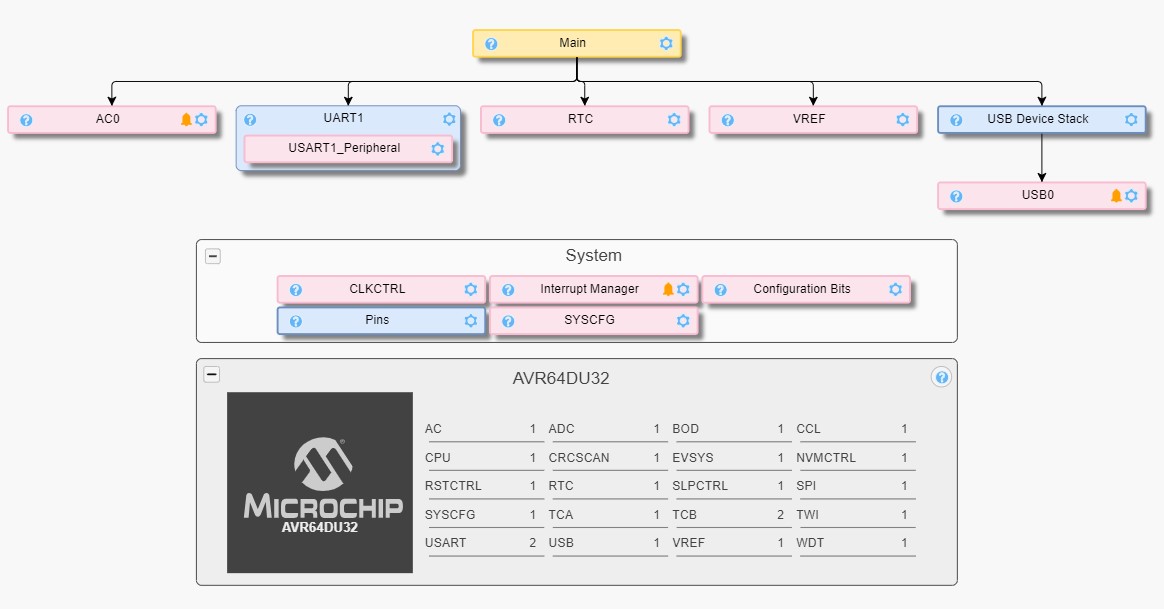 Main
AC0 UART1 RTC VREF USB Device Stack
USART1_Peripheral
USB0
System
CLKCTRL Interrupt Manager Configuration Bits
Pins SYSCFG
AVR64DU32
AC 1 ADC 1 BOD 1 CCL 1
CPU 1 CRCSCAN 1 EVSYS 1 NVMCTRL 1
RSTCTRL 1 RTC 1 SLPCTRL 1 SPI 1
SYSCFG 1 TCA 1 TCB 2 TWI 1
USART 2 USB 1 VREF 1 WDT 1
MICROCHIP
AVR64DU32